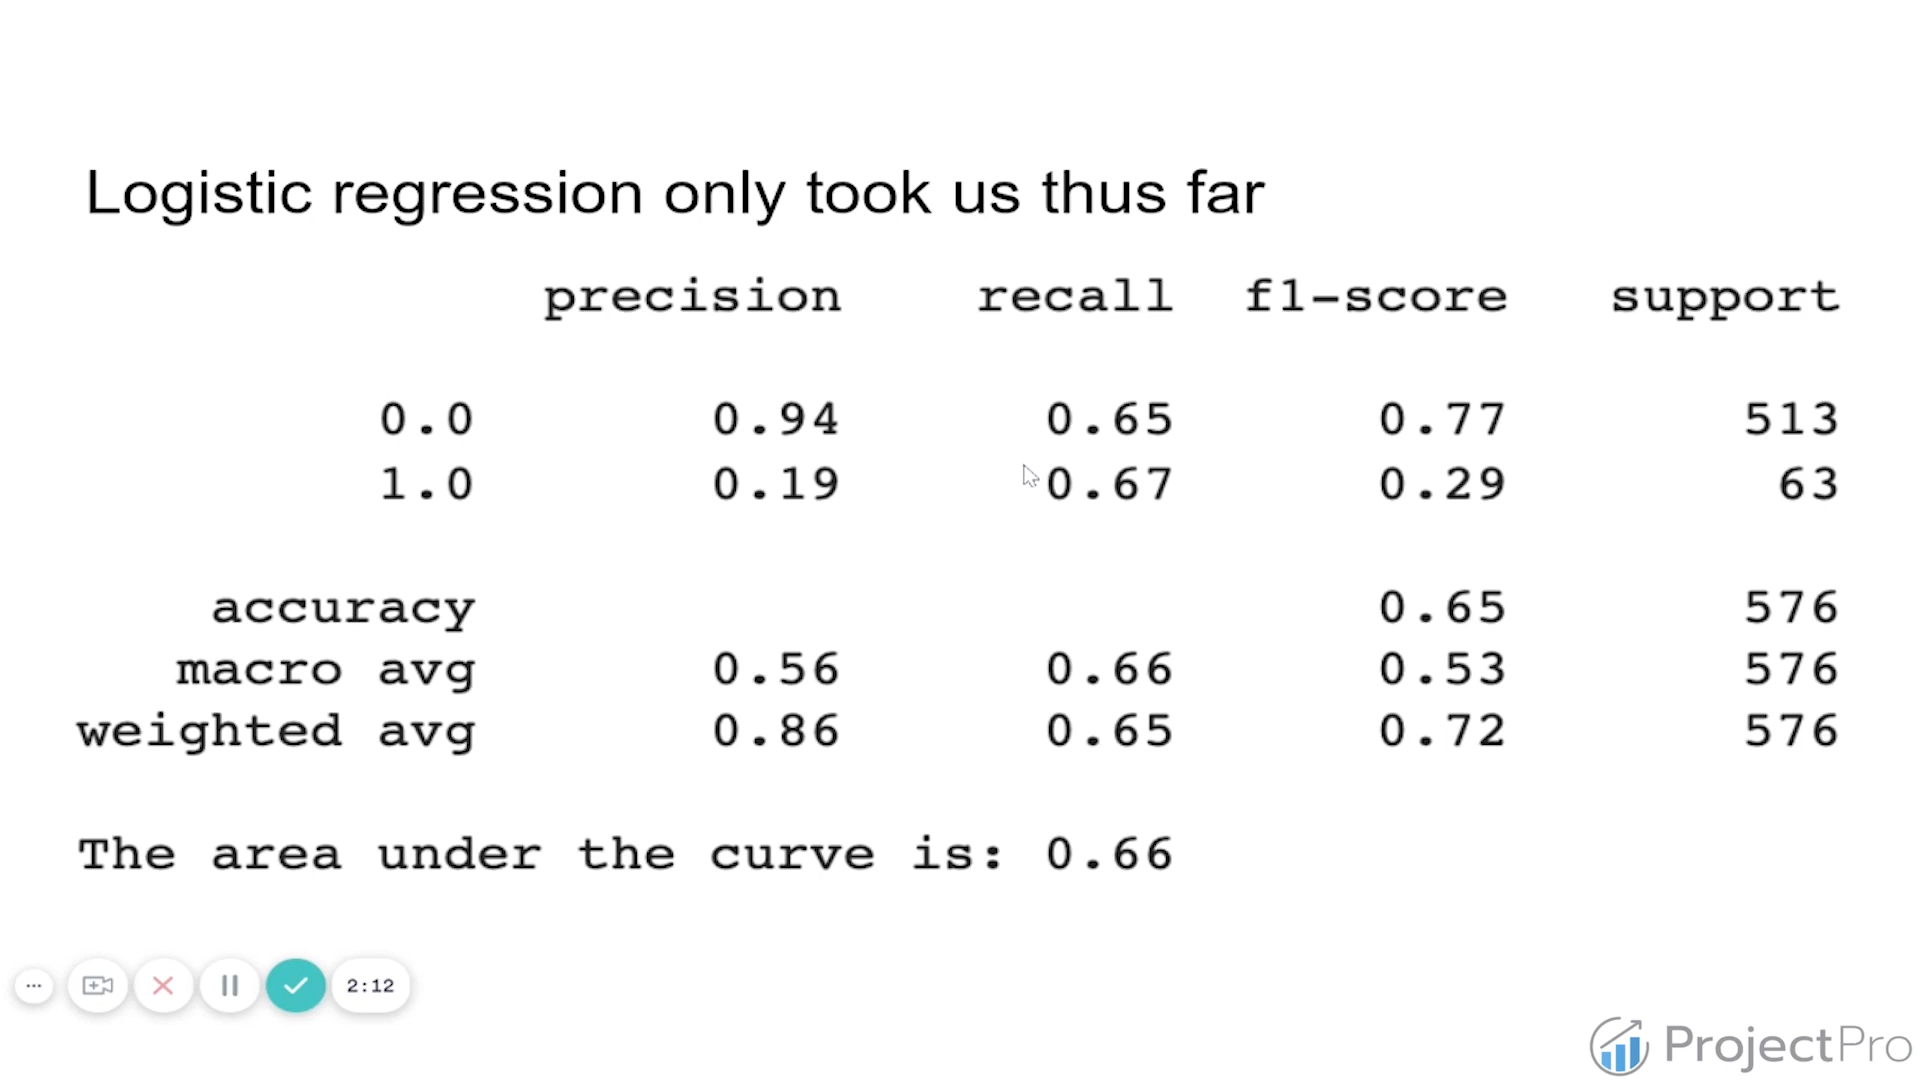 Logistic regression only took us thus far
precision recall f1-score support
0.0 0.94 0.65 0.77 513
1.0 0.19 0.67 0.29 63
accuracy 0.65 576
macro avg 0.56 0.66 0.53 576
weighted avg 0.86 0.65 0.72 576
The area under the curve is: 0.66
2:12
ProjectPro